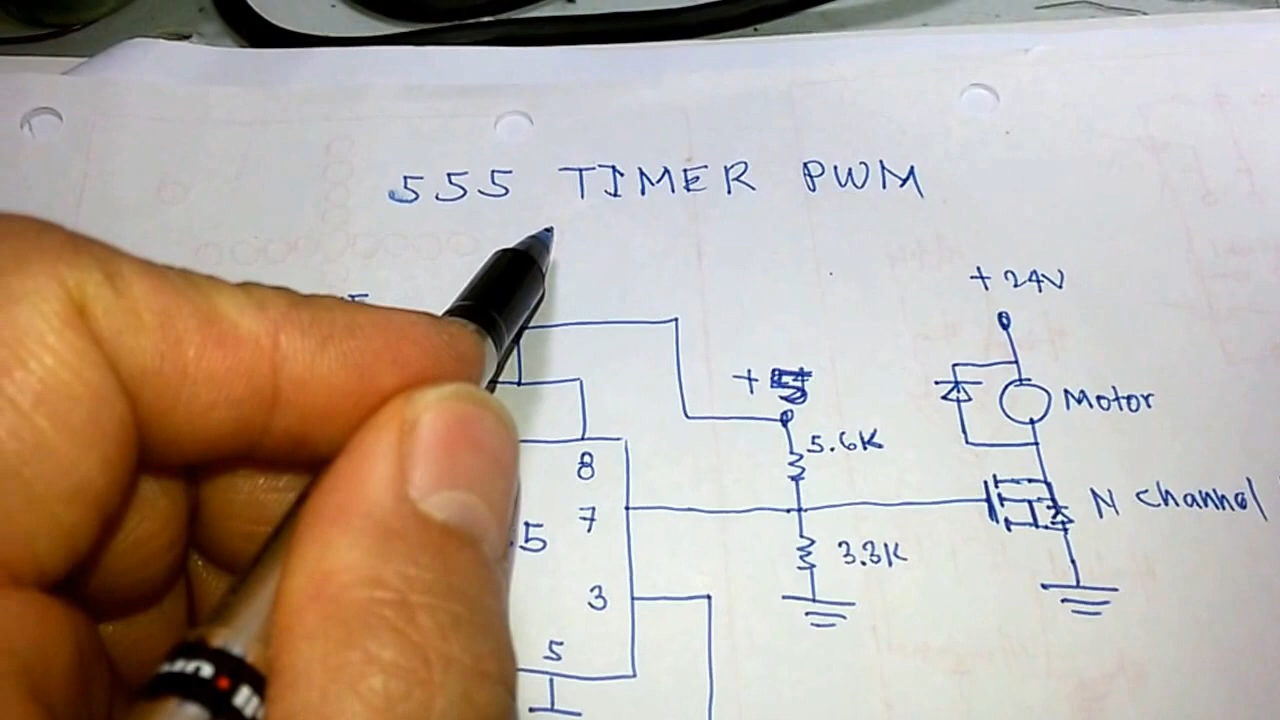 555 TIMER PWM
+ 24V
+ 5
Motor
5.6K
8
7
N channel
5
3.3K
3
5